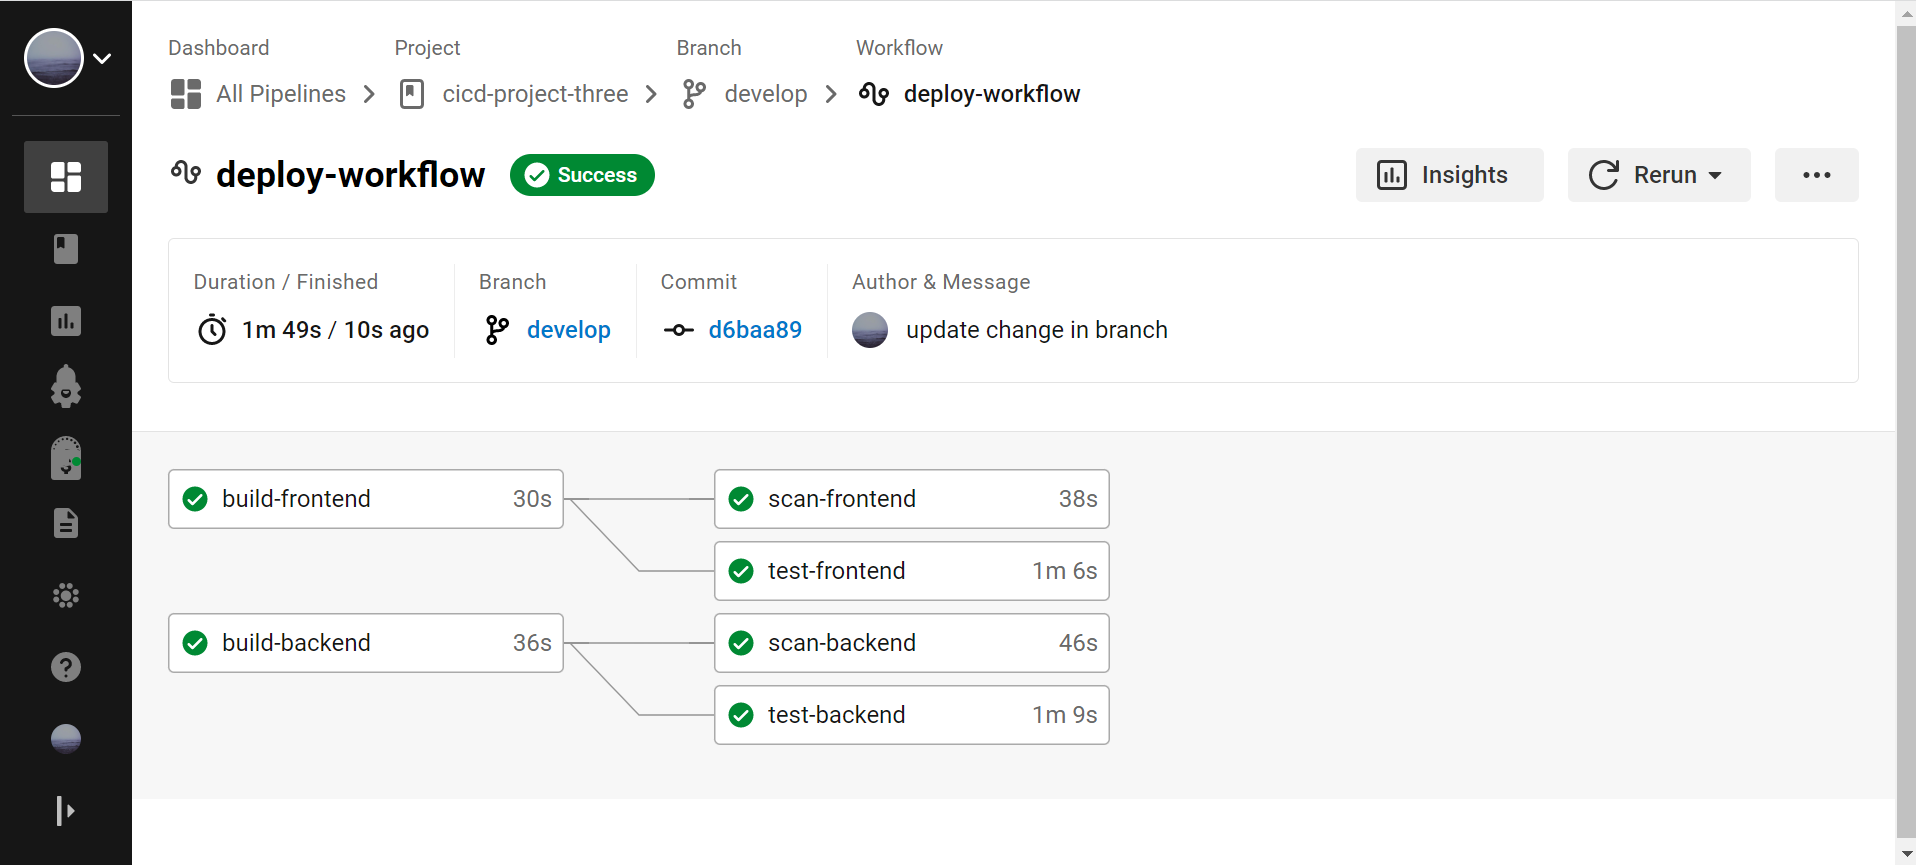 Dashboard Project Branch Workflow
All Pipelines cicd-project-three develop deploy-workflow
deploy-workflow Success Insights Rerun
Duration / Finished Branch Commit Author & Message
1m 49s / 10s ago develop d6baa89 update change in branch
build-frontend 30s scan-frontend 38s
test-frontend 1m 6s
build-backend 36s scan-backend 46s
test-backend 1m 9s